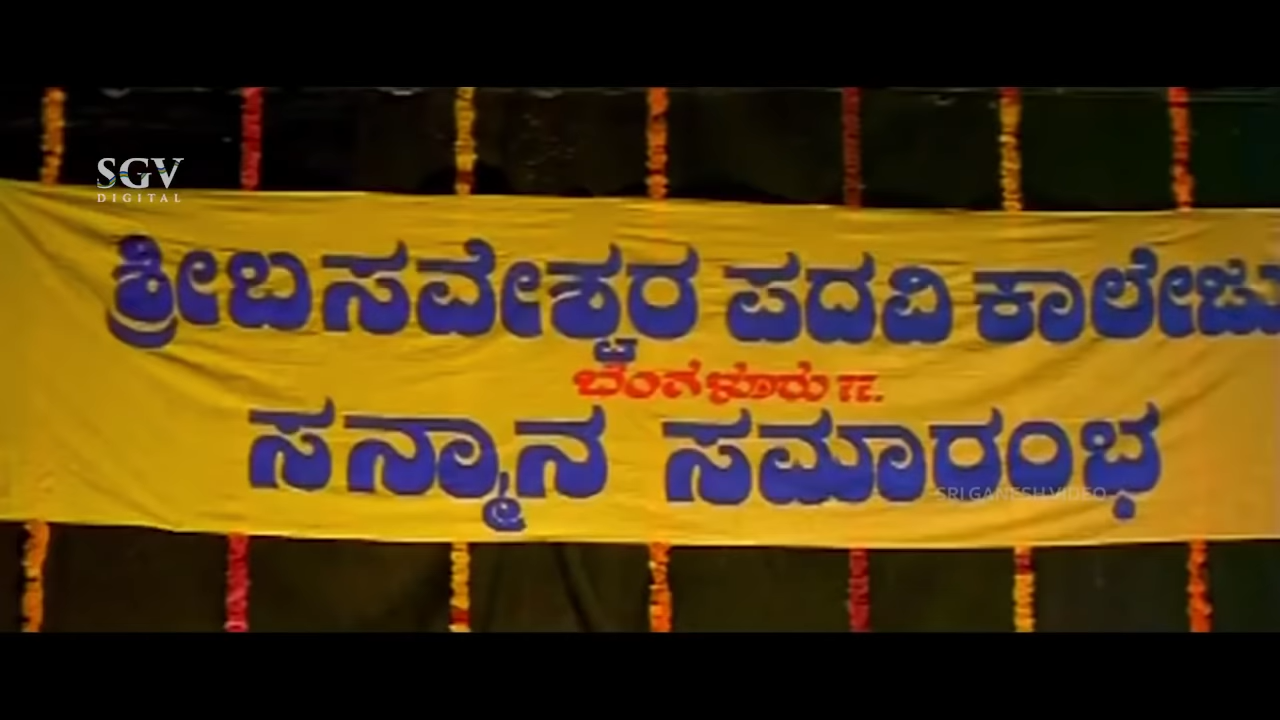 SGV
DIGITAL
ಶ್ರೀ ಬಸವೇಶ್ವರ ಪದವಿ ಕಾಲೇಜು
ಬೆಂಗಳೂರು
ಸನ್ಮಾನ ಸಮಾರಂಭ
SRI GANESH VIDEO